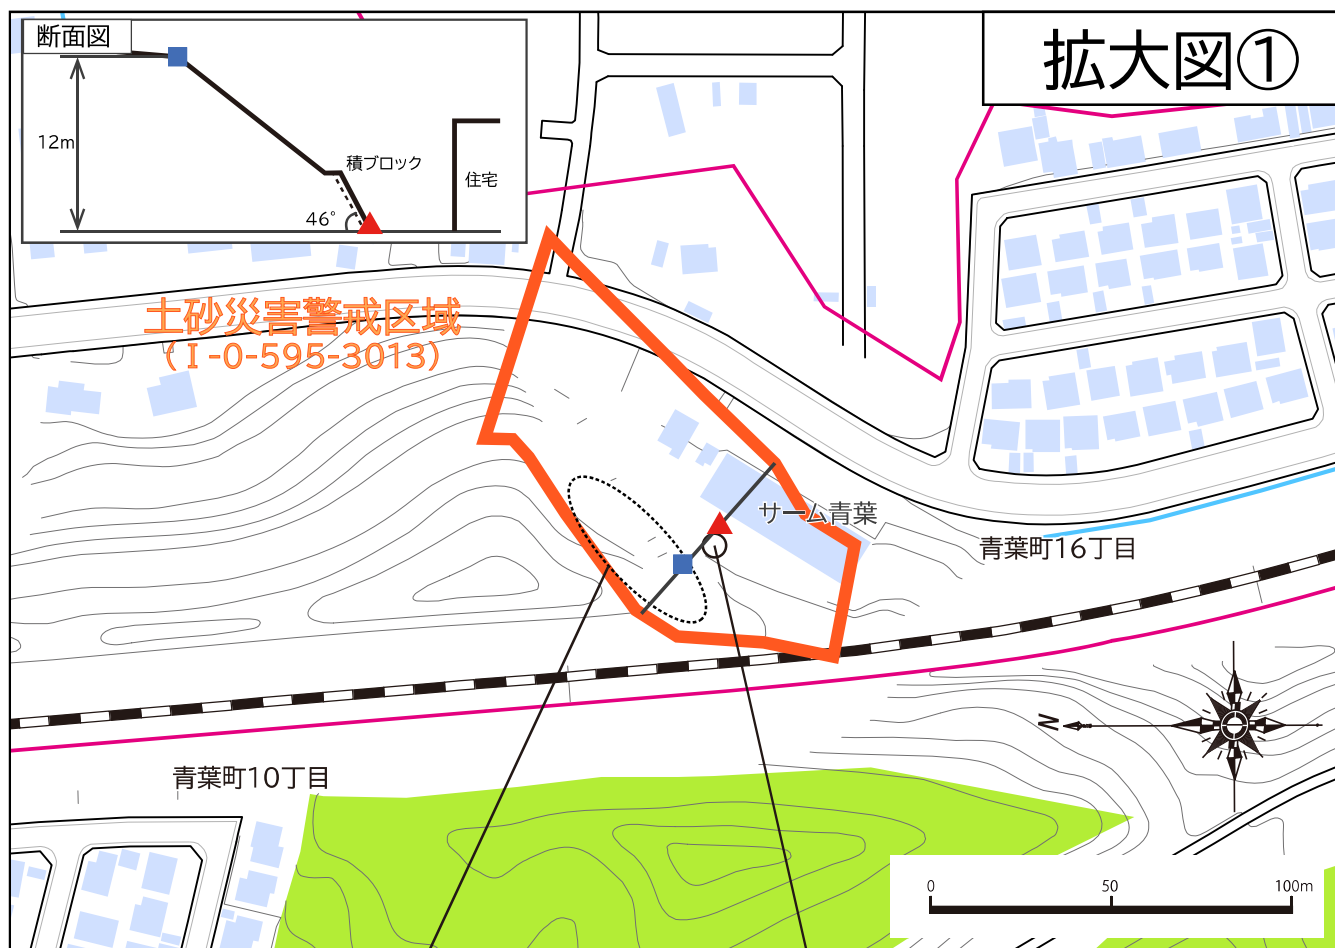 断面図
拡大図①
12m
積ブロック
住宅
46°
土砂災害警戒区域
(Ⅰ-0-595-3013)
サーム青葉
青葉町16丁目
N
青葉町10丁目
0 50 100m